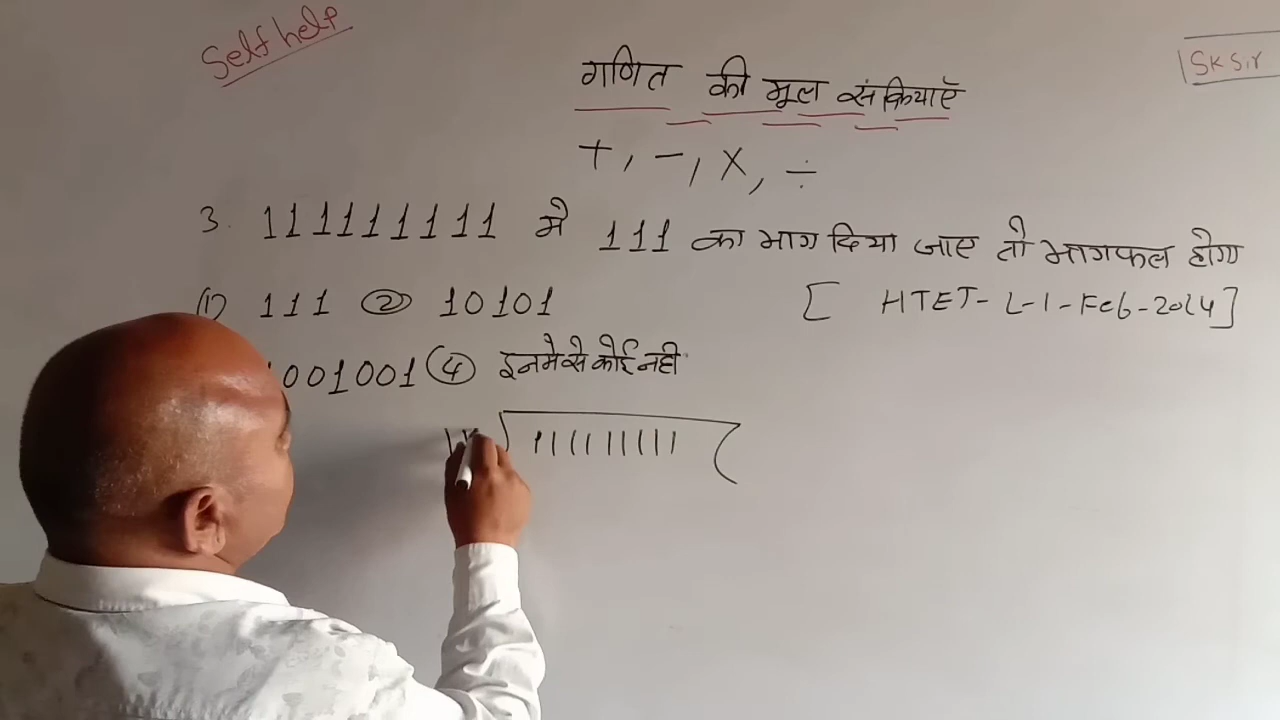 Self help
SK Sir
गणित की मूल संक्रियाएँ
+, -, X, ÷
3. 111111111 मे 111 का भाग दिया जाए तो भागफल होगा
(1) 111 (2) 10101 [ HTET-L-1-Feb-2024]
001001 (4) इनमे से कोई नही
111111111